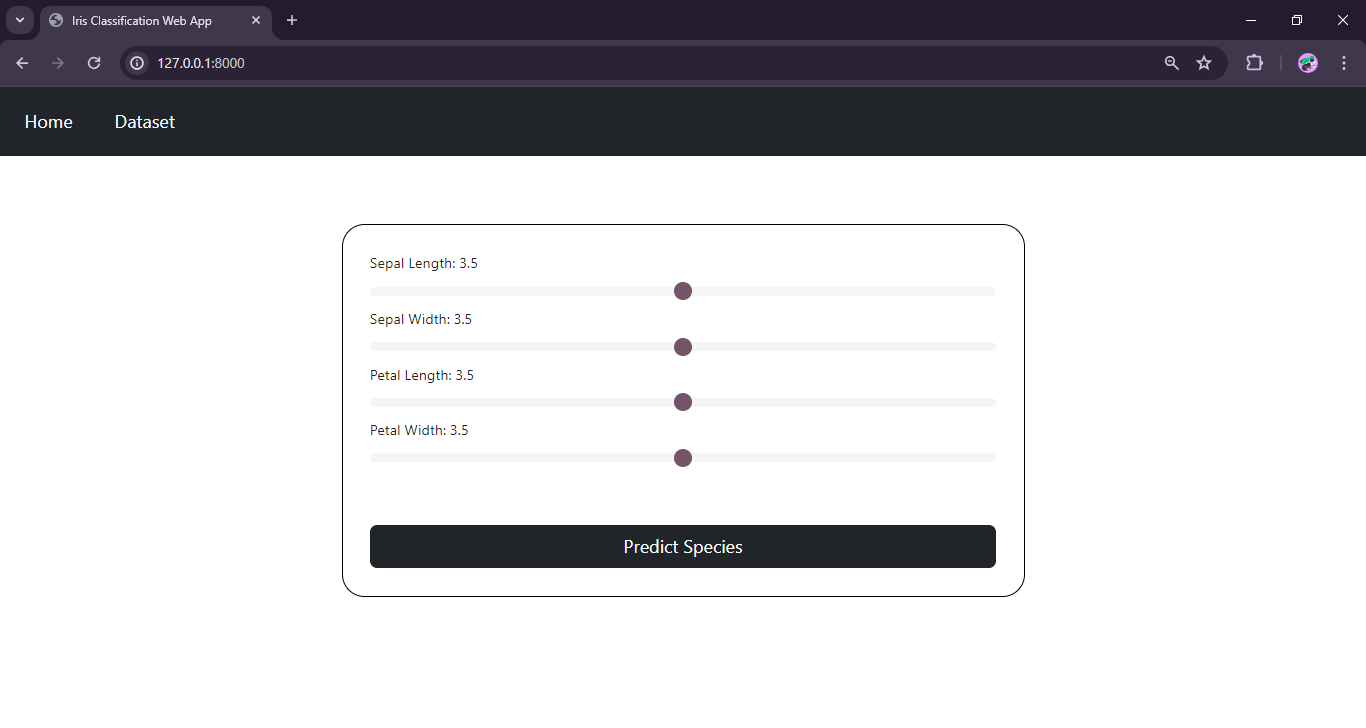 Iris Classification Web App
127.0.0.1:8000
Home Dataset
Sepal Length: 3.5
Sepal Width: 3.5
Petal Length: 3.5
Petal Width: 3.5
Predict Species